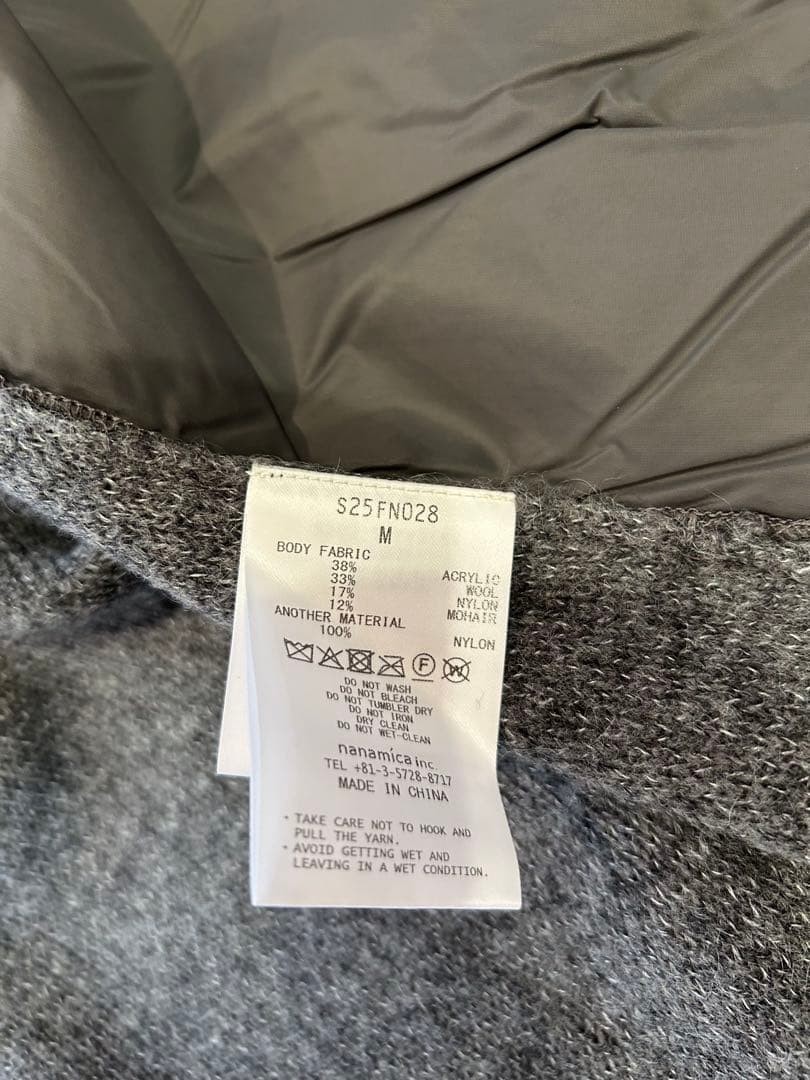 S25FN028
M
BODY FABRIC
38% ACRYLIC
33% WOOL
17% NYLON
12% MOHAIR
ANOTHER MATERIAL
100% NYLON
F W
DO NOT WASH
DO NOT BLEACH
DO NOT TUMBLER DRY
DO NOT IRON
DRY CLEAN
DO NOT WET-CLEAN
nanamica inc.
TEL +81-3-5728-8717
MADE IN CHINA
・TAKE CARE NOT TO HOOK AND
PULL THE YARN.
・AVOID GETTING WET AND
LEAVING IN A WET CONDITION.